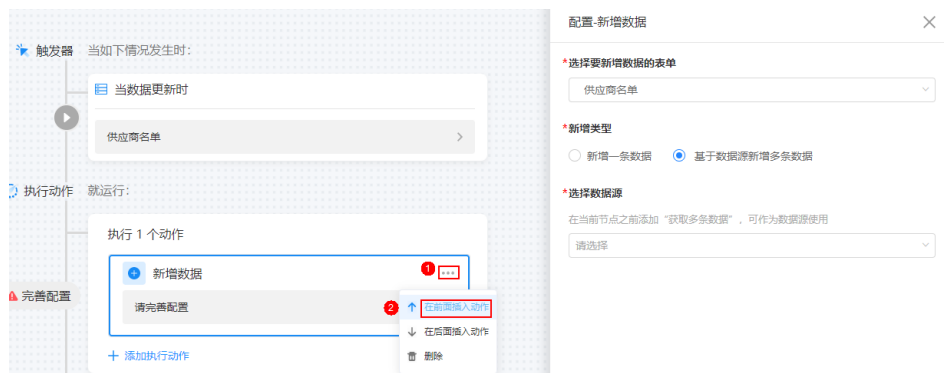 触发器 当如下情况发生时:
当数据更新时
供应商名单
执行动作 就运行:
执行 1 个动作
新增数据
1
请完善配置
2
在前面插入动作
在后面插入动作
删除
完善配置
添加执行动作
配置-新增数据
*选择要新增数据的表单
供应商名单
*新增类型
新增一条数据 基于数据源新增多条数据
*选择数据源
在当前节点之前添加“获取多条数据”,可作为数据源使用
请选择